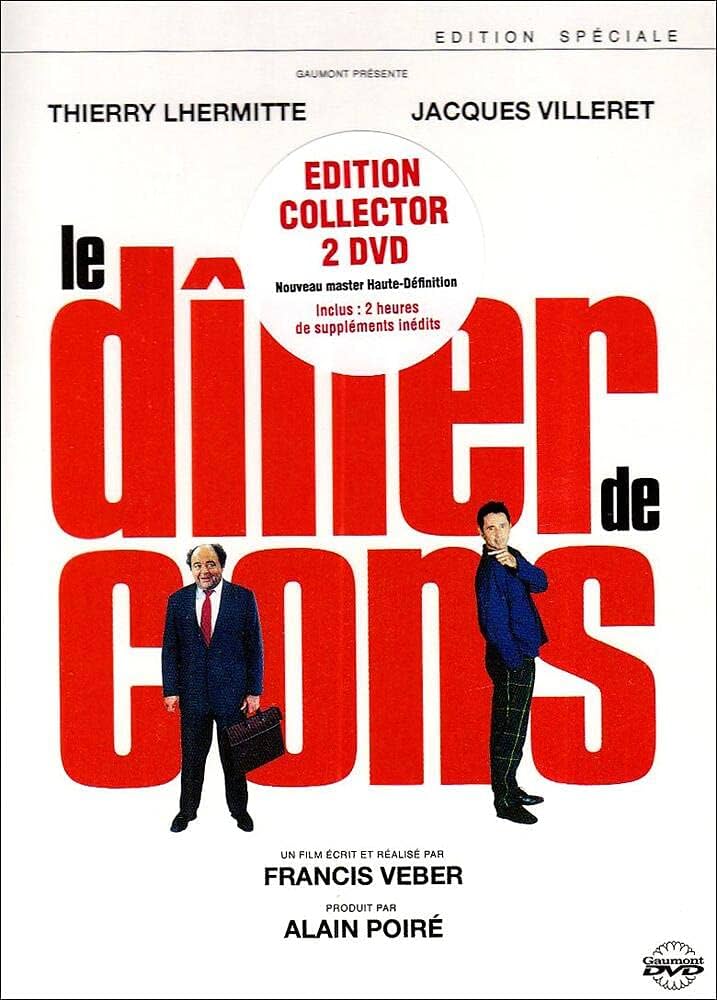 EDITION SPÉCIALE
GAUMONT PRÉSENTE
THIERRY LHERMITTE JACQUES VILLERET
EDITION
COLLECTOR
2 DVD
Nouveau master Haute-Définition
Inclus : 2 heures
de suppléments inédits
le
dîner
de
cons
UN FILM ÉCRIT ET RÉALISÉ PAR
FRANCIS VEBER
PRODUIT PAR
ALAIN POIRÉ
Gaumont
DVD